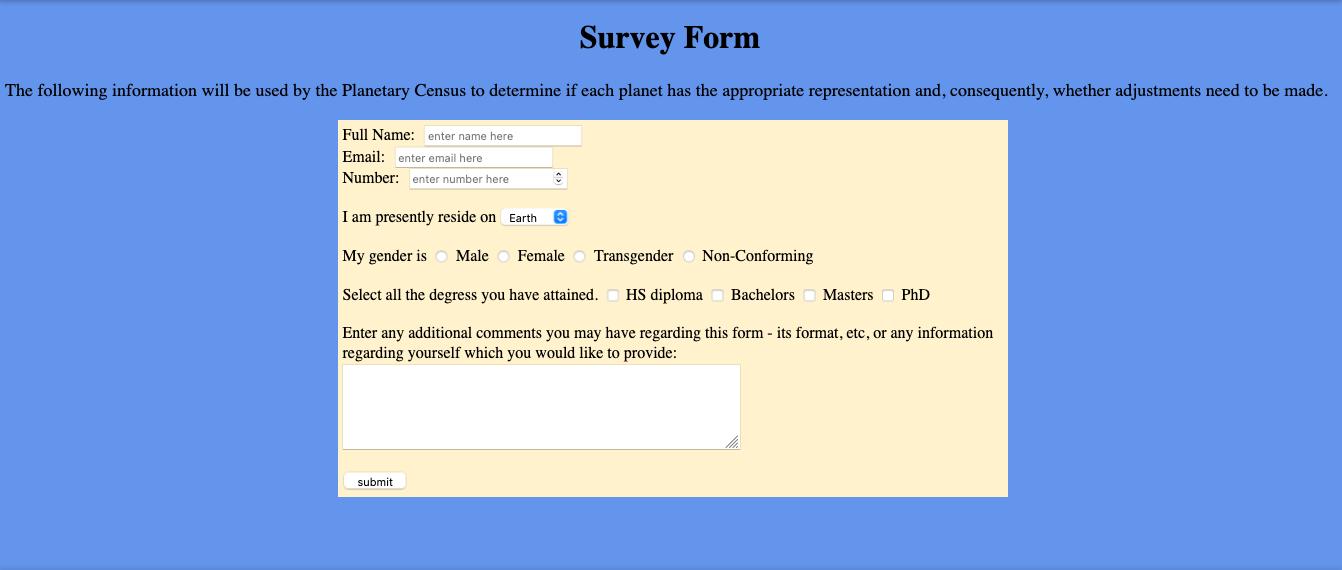 Survey Form
The following information will be used by the Planetary Census to determine if each planet has the appropriate representation and, consequently, whether adjustments need to be made.
Full Name: enter name here
Email: enter email here
Number: enter number here
I am presently reside on Earth
My gender is Male Female Transgender Non-Conforming
Select all the degress you have attained. HS diploma Bachelors Masters PhD
Enter any additional comments you may have regarding this form - its format, etc, or any information
regarding yourself which you would like to provide:
submit